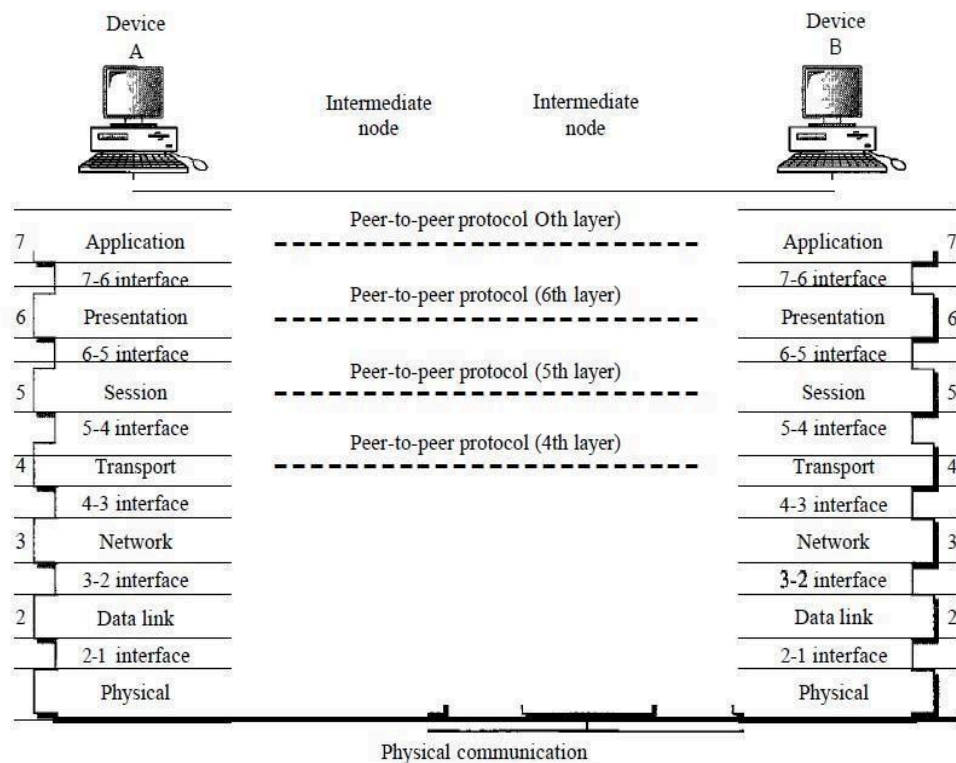 Device
A
Device
B
Intermediate
node
Intermediate
node
Peer-to-peer protocol Oth layer)
7 Application
Application 7
7-6 interface
7-6 interface
Peer-to-peer protocol (6th layer)
6 Presentation
Presentation 6
6-5 interface
6-5 interface
Peer-to-peer protocol (5th layer)
5 Session
Session 5
5-4 interface
5-4 interface
Peer-to-peer protocol (4th layer)
4 Transport
Transport 4
4-3 interface
4-3 interface
3 Network
Network 3
3-2 interface
3-2 interface
2 Data link
Data link 2
2-1 interface
2-1 interface
Physical
Physical
Physical communication